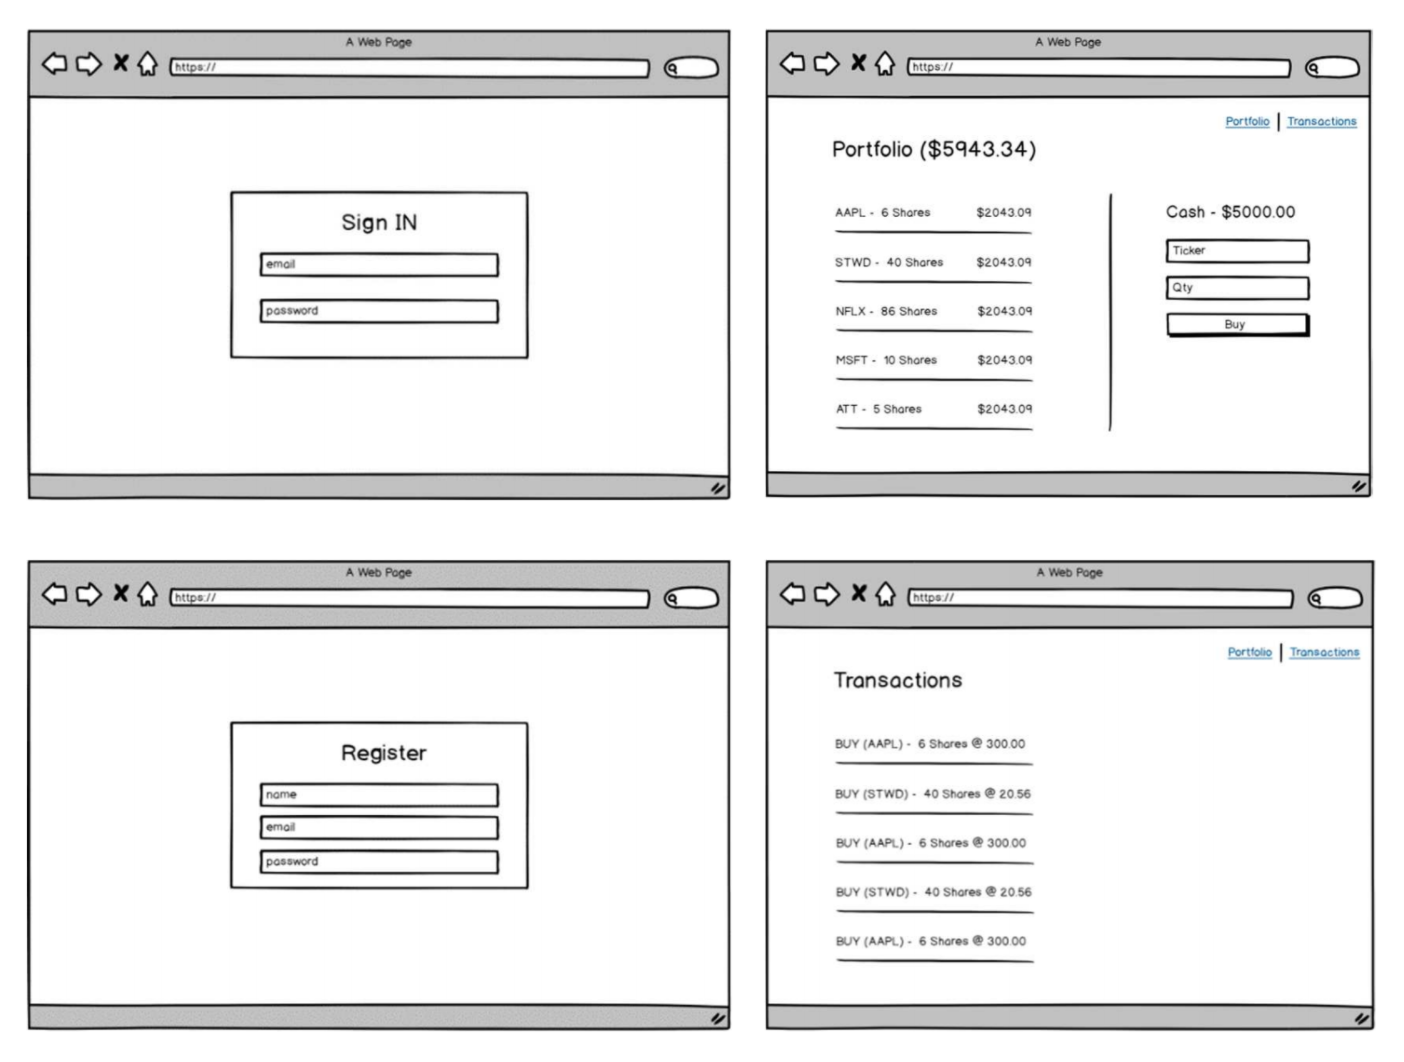 A Web Page
https://
Sign IN
email
password
A Web Page
https://
Portfolio | Transactions
Portfolio ($5943.34)
AAPL - 6 Shares $2043.09
STWD - 40 Shares $2043.09
NFLX - 86 Shares $2043.09
MSFT - 10 Shares $2043.09
ATT - 5 Shares $2043.09
Cash - $5000.00
Ticker
Qty
Buy
A Web Page
https://
Register
name
email
password
A Web Page
https://
Portfolio | Transactions
Transactions
BUY (AAPL) - 6 Shares @ 300.00
BUY (STWD) - 40 Shares @ 20.56
BUY (AAPL) - 6 Shares @ 300.00
BUY (STWD) - 40 Shares @ 20.56
BUY (AAPL) - 6 Shares @ 300.00